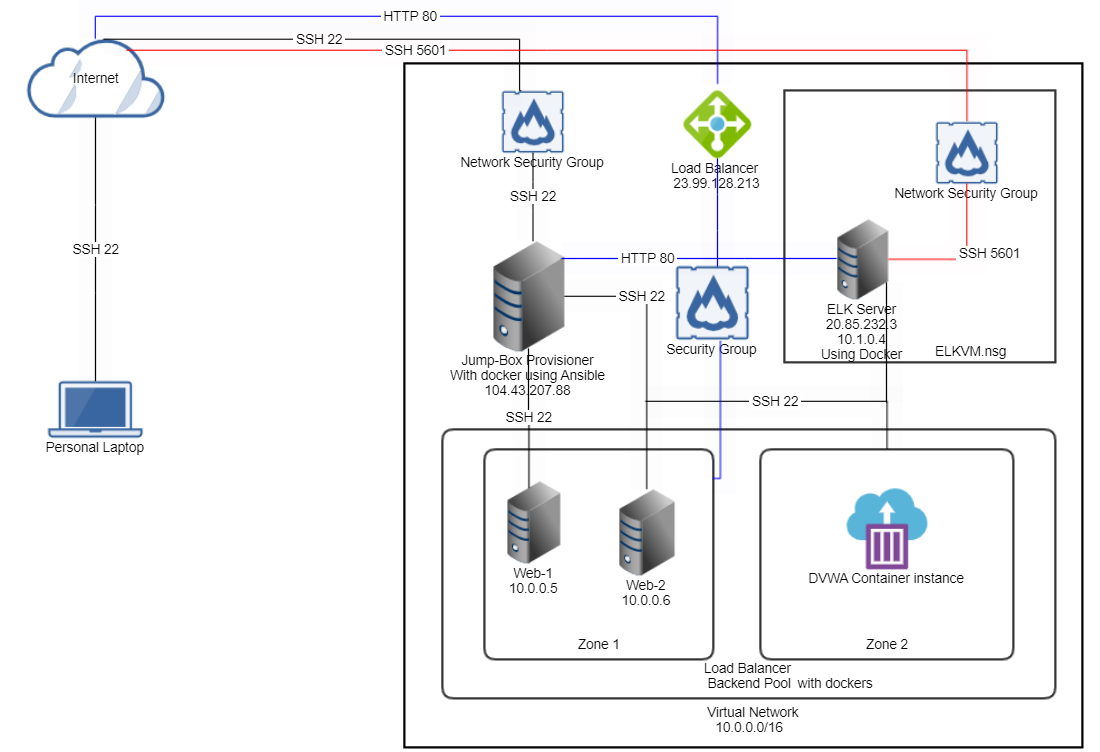 HTTP 80
SSH 22
SSH 5601
Internet
Network Security Group
Load Balancer
23.99.128.213
Network Security Group
SSH 22
SSH 22
HTTP 80
SSH 5601
SSH 22
ELK Server
20.85.232.3
10.1.0.4
Using Docker
ELKVM.nsg
Security Group
Jump-Box Provisioner
With docker using Ansible
104.43.207.88
SSH 22
SSH 22
Personal Laptop
Web-1
10.0.0.5
Web-2
10.0.0.6
DVWA Container instance
Zone 1
Zone 2
Load Balancer
Backend Pool with dockers
Virtual Network
10.0.0.0/16